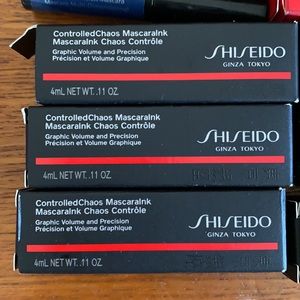 ControlledChaos MascaraInk
MascaraInk Chaos Contrôle
Graphic Volume and Precision
Précision et Volume Graphique
4mL NET WT. .11 OZ.
SHISEIDO
GINZA TOKYO
ControlledChaos MascaraInk
MascaraInk Chaos Contrôle
Graphic Volume and Precision
Précision et Volume Graphique
4mL NET WT. .11 OZ.
SHISEIDO
GINZA TOKYO
ControlledChaos MascaraInk
MascaraInk Chaos Contrôle
Graphic Volume and Precision
Précision et Volume Graphique
4mL NET WT. .11 OZ.
SHISEIDO
GINZA TOKYO